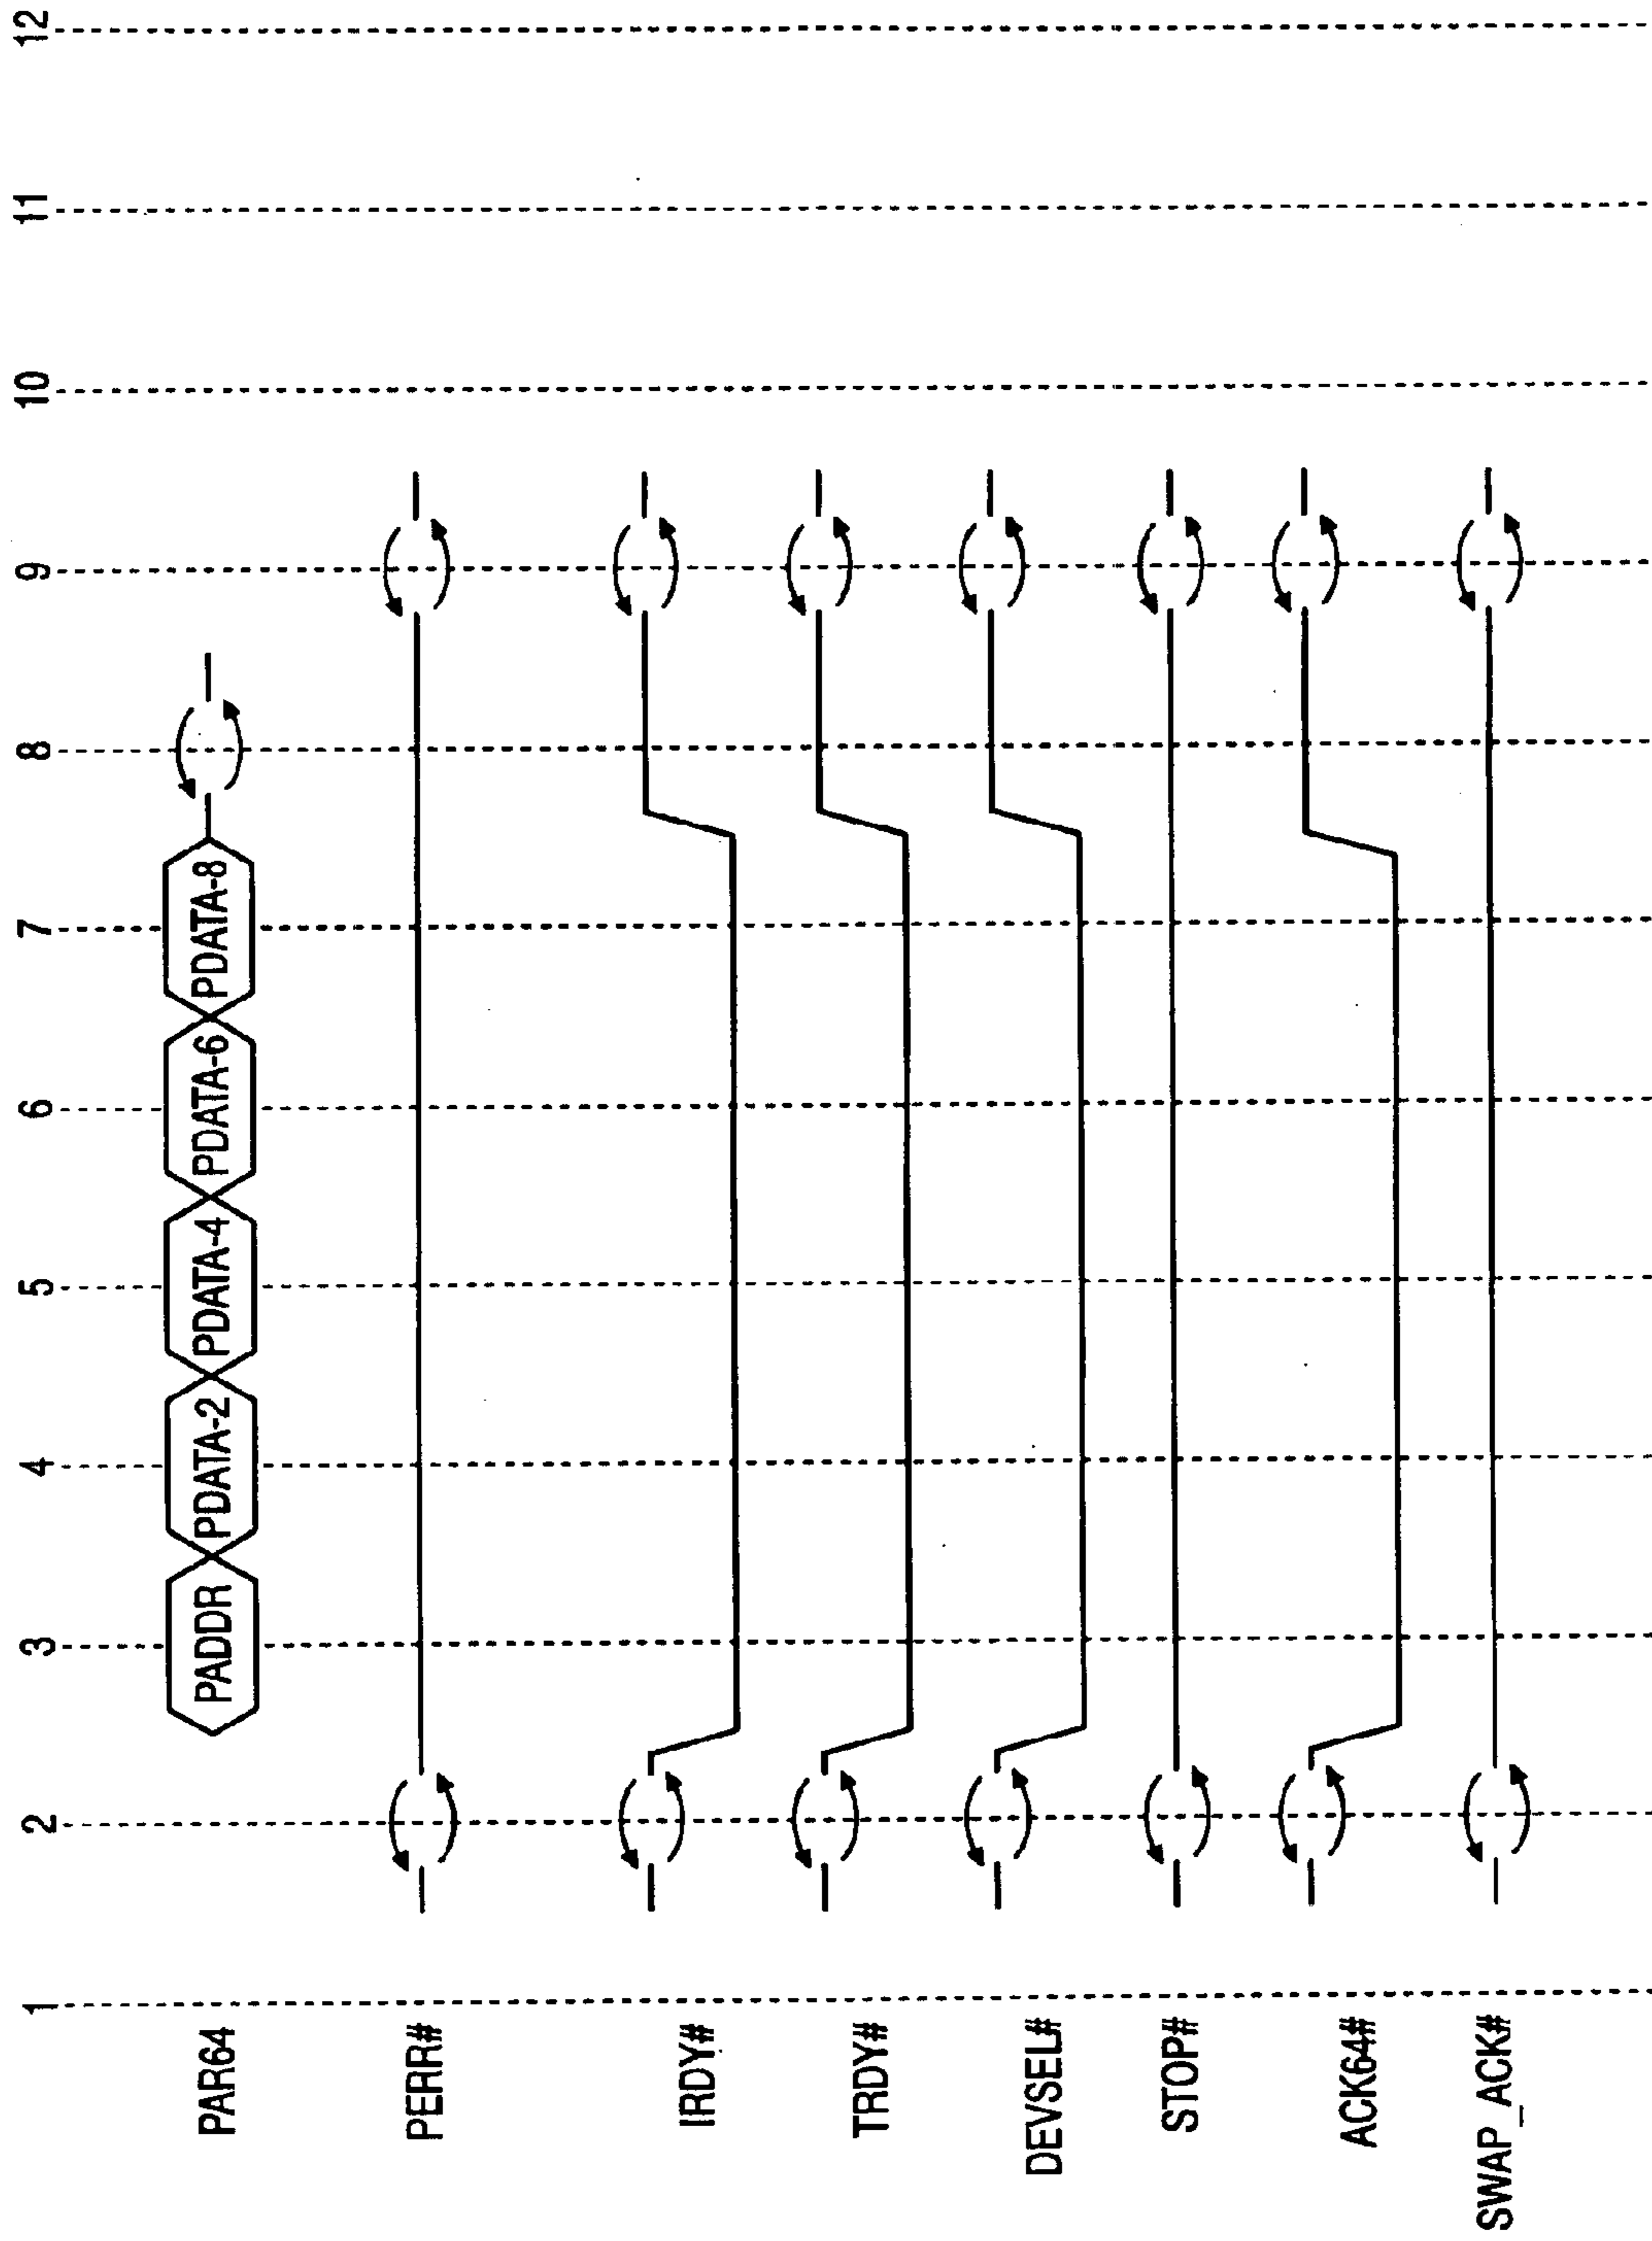 1 2 3 4 5 6 7 8 9 10 11 12
PAR64 PADDR PDATA-2 PDATA-4 PDATA-6 PDATA-8
PERR#
IRDY#
TRDY#
DEVSEL#
STOP#
ACK64#
SWAP_ACK#